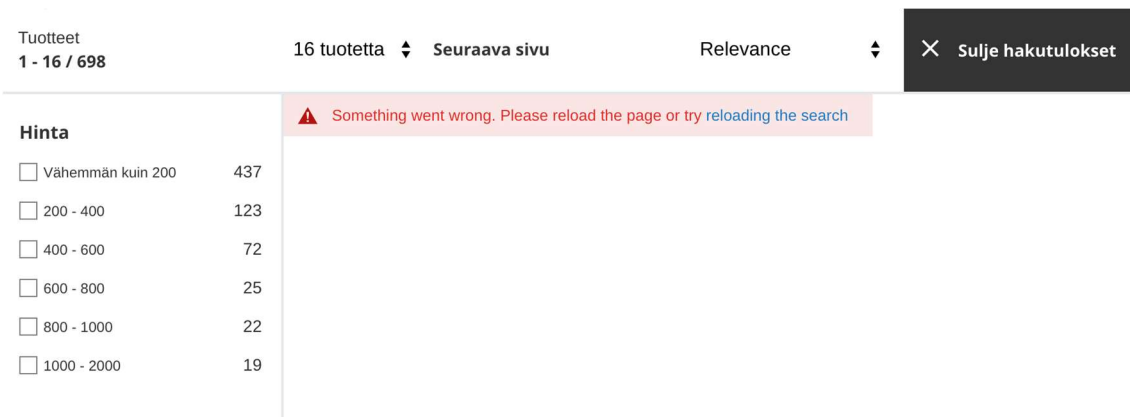 Tuotteet
1 - 16 / 698
16 tuotetta
Seuraava sivu
Relevance
Sulje hakutulokset
Something went wrong. Please reload the page or try reloading the search
Hinta
Vähemmän kuin 200 437
200 - 400 123
400 - 600 72
600 - 800 25
800 - 1000 22
1000 - 2000 19